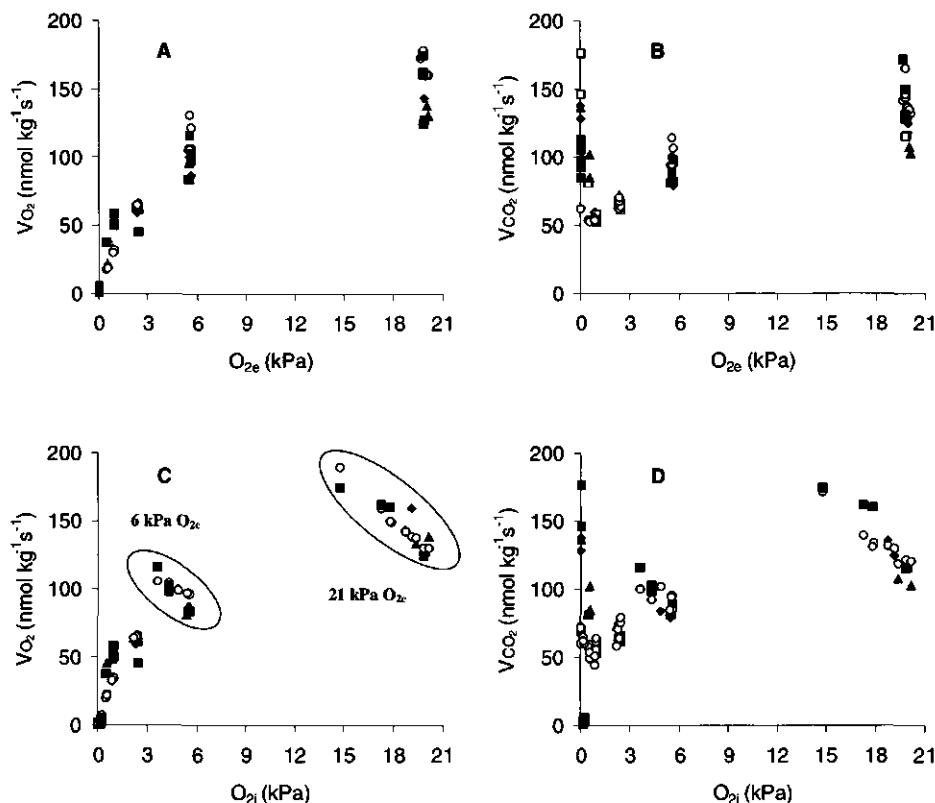 A
B
200
150
100
50
0
VO2 (nmol kg-1s-1)
0 3 6 9 12 15 18 21
O2e (kPa)
200
150
100
50
0
VCO2 (nmol kg-1s-1)
0 3 6 9 12 15 18 21
O2e (kPa)
C
D
200
150
100
50
0
VO2 (nmol kg-1s-1)
6 kPa O2e
21 kPa O2e
0 3 6 9 12 15 18 21
O2i (kPa)
200
150
100
50
0
VCO2 (nmol kg-1s-1)
0 3 6 9 12 15 18 21
O2i (kPa)